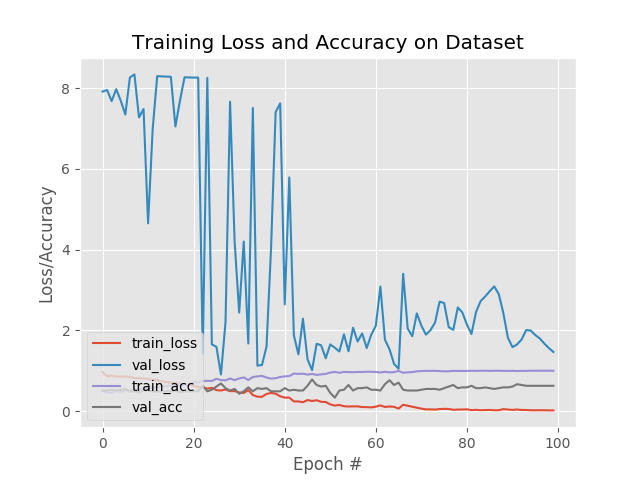 Training Loss and Accuracy on Dataset
Loss/Accuracy
8
6
4
2
0
train_loss
val_loss
train_acc
val_acc
0 20 40 60 80 100
Epoch #